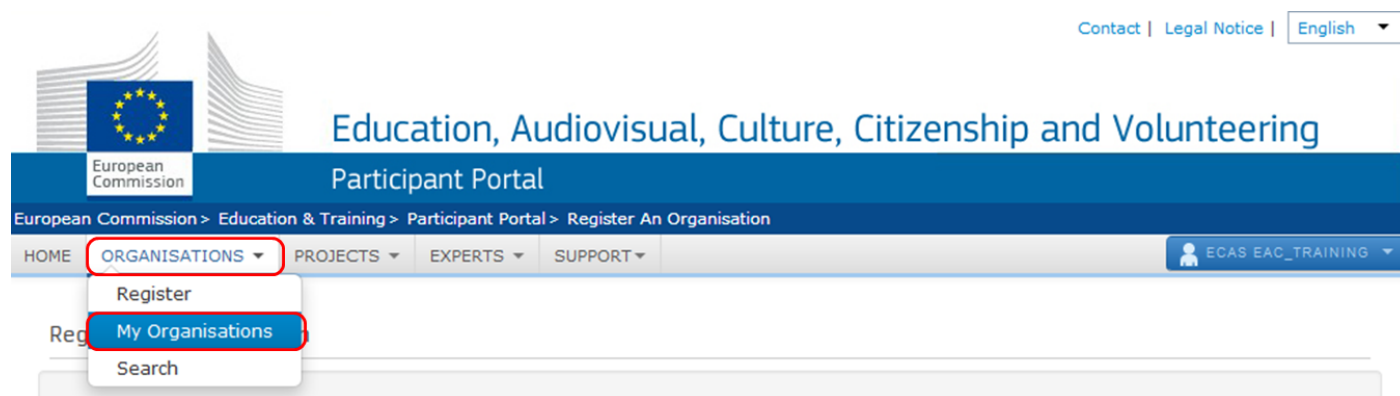 Contact | Legal Notice | English
Education, Audiovisual, Culture, Citizenship and Volunteering
European
Commission
Participant Portal
European Commission > Education & Training > Participant Portal > Register An Organisation
HOME ORGANISATIONS PROJECTS EXPERTS SUPPORT ECAS EAC_TRAINING
Register
My Organisations
Search